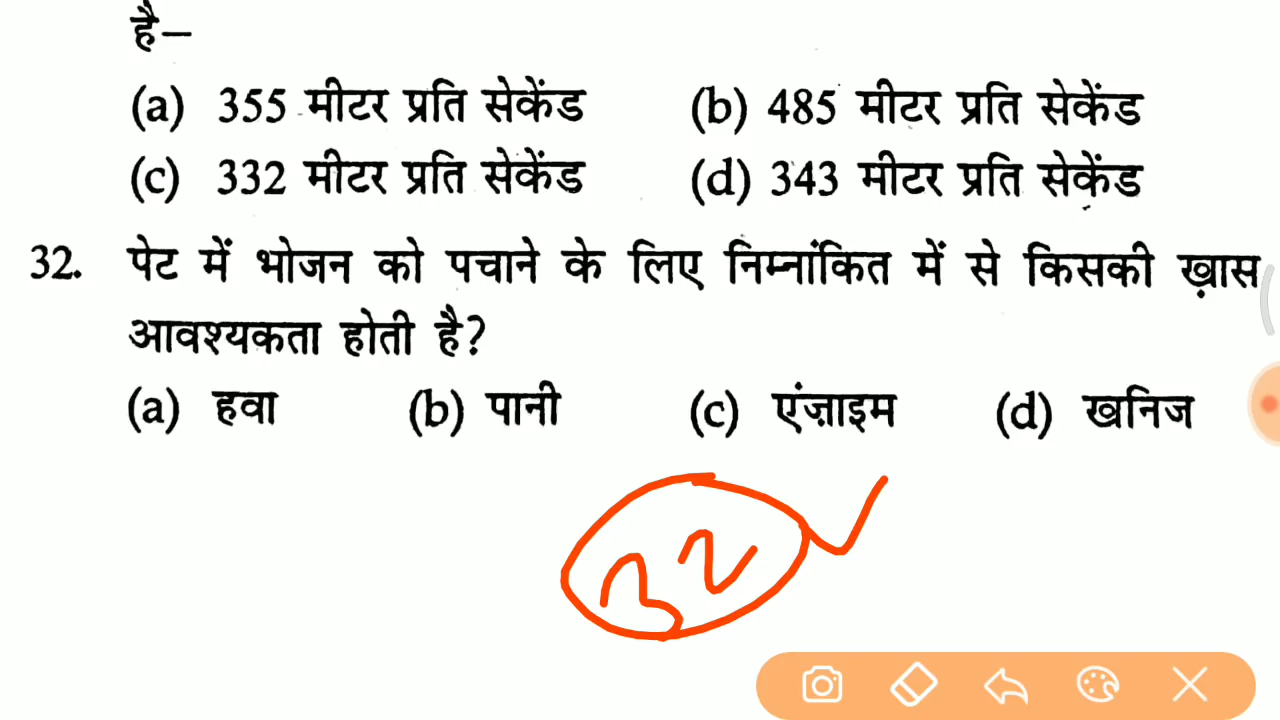 है–
(a) 355 मीटर प्रति सेकेंड (b) 485 मीटर प्रति सेकेंड
(c) 332 मीटर प्रति सेकेंड (d) 343 मीटर प्रति सेकेंड
32. पेट में भोजन को पचाने के लिए निम्नांकित में से किसकी ख़ास
आवश्यकता होती है?
(a) हवा (b) पानी (c) एंज़ाइम (d) खनिज
32